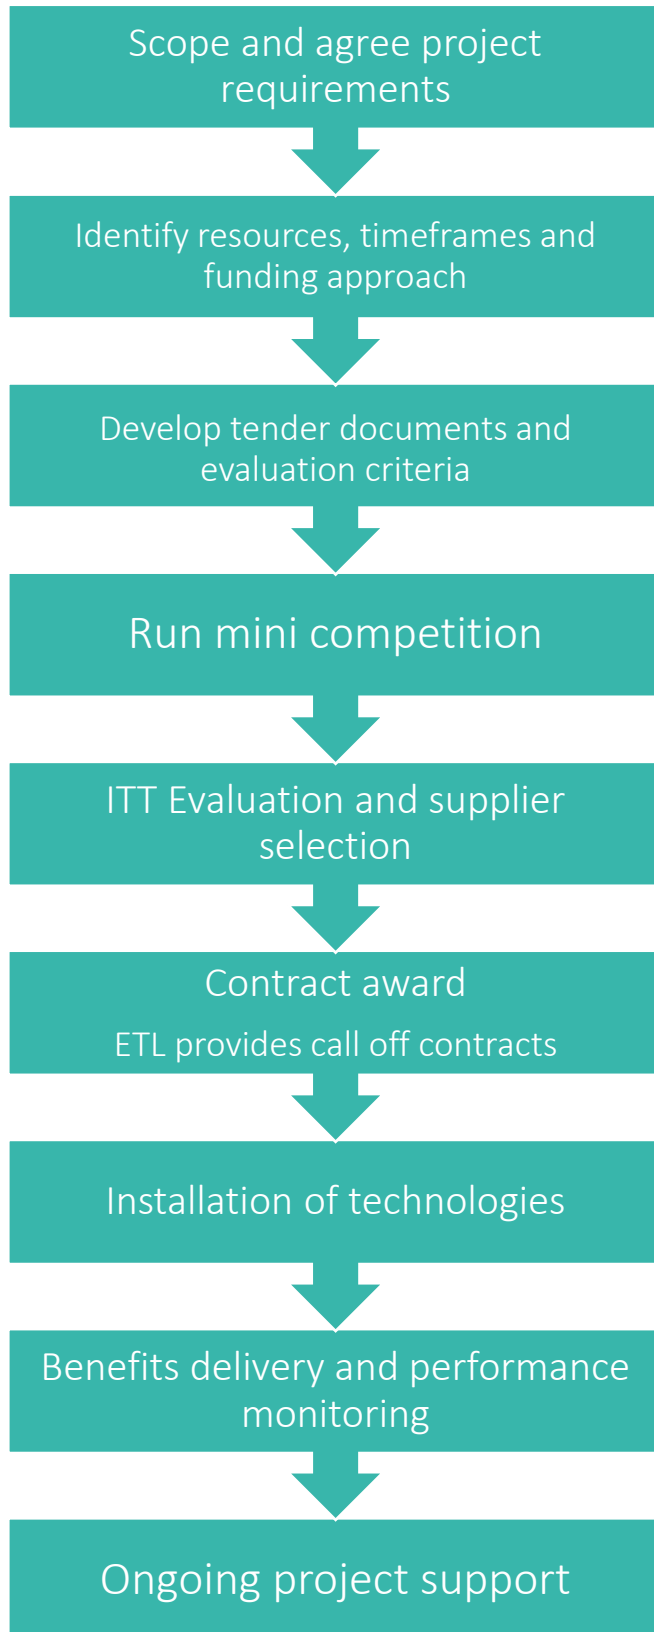 Scope and agree project
requirements
Identify resources, timeframes and
funding approach
Develop tender documents and
evaluation criteria
Run mini competition
ITT Evaluation and supplier
selection
Contract award
ETL provides call off contracts
Installation of technologies
Benefits delivery and performance
monitoring
Ongoing project support